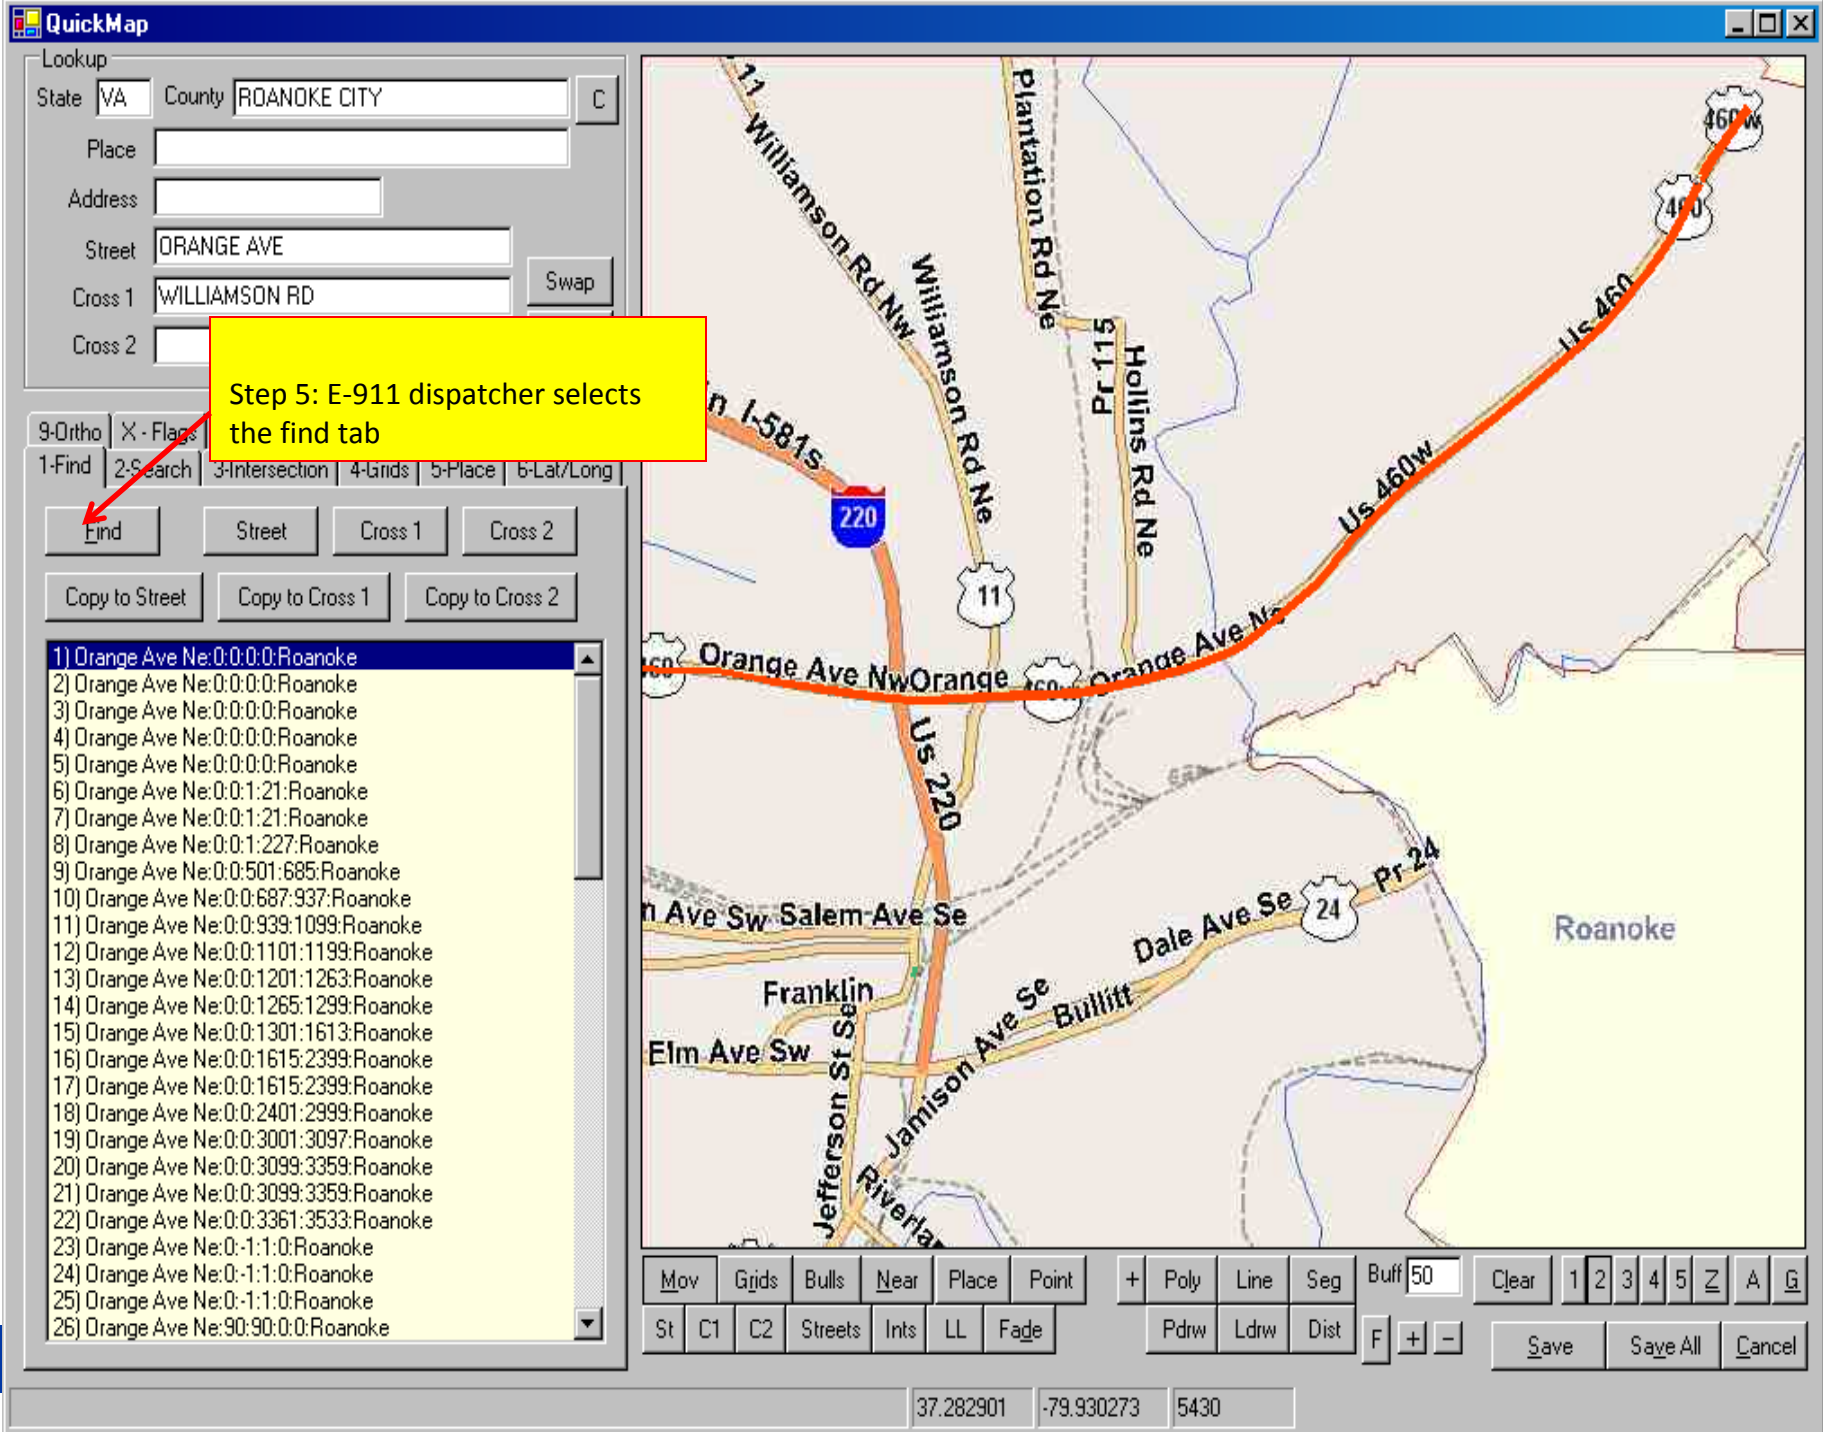 QuickMap
Lookup
State VA County ROANOKE CITY C
Place
Address
Street ORANGE AVE
Cross 1 WILLIAMSON RD Swap
Cross 2
Step 5: E-911 dispatcher selects
the find tab
9-Ortho X - Flags
1-Find 2-Search 3-Intersection 4-Grids 5-Place 6-Lat/Long
Find Street Cross 1 Cross 2
Copy to Street Copy to Cross 1 Copy to Cross 2
1) Orange Ave Ne:0:0:0:0:Roanoke
2) Orange Ave Ne:0:0:0:0:Roanoke
3) Orange Ave Ne:0:0:0:0:Roanoke
4) Orange Ave Ne:0:0:0:0:Roanoke
5) Orange Ave Ne:0:0:0:0:Roanoke
6) Orange Ave Ne:0:0:1:21:Roanoke
7) Orange Ave Ne:0:0:1:21:Roanoke
8) Orange Ave Ne:0:0:1:227:Roanoke
9) Orange Ave Ne:0:0:501:685:Roanoke
10) Orange Ave Ne:0:0:687:937:Roanoke
11) Orange Ave Ne:0:0:939:1099:Roanoke
12) Orange Ave Ne:0:0:1101:1199:Roanoke
13) Orange Ave Ne:0:0:1201:1263:Roanoke
14) Orange Ave Ne:0:0:1265:1299:Roanoke
15) Orange Ave Ne:0:0:1301:1613:Roanoke
16) Orange Ave Ne:0:0:1615:2399:Roanoke
17) Orange Ave Ne:0:0:1615:2399:Roanoke
18) Orange Ave Ne:0:0:2401:2999:Roanoke
19) Orange Ave Ne:0:0:3001:3097:Roanoke
20) Orange Ave Ne:0:0:3099:3359:Roanoke
21) Orange Ave Ne:0:0:3099:3359:Roanoke
22) Orange Ave Ne:0:0:3361:3533:Roanoke
23) Orange Ave Ne:0:-1:1:0:Roanoke
24) Orange Ave Ne:0:-1:1:0:Roanoke
25) Orange Ave Ne:0:-1:1:0:Roanoke
26) Orange Ave Ne:90:90:0:0:Roanoke
11
Williamson Rd Nw
Williamson Rd Ne
Plantation Rd Ne
Pr 115
Hollins Rd Ne
460w
460
Us 460
Us 460w
I-581s
220
11
60
Orange Ave Nw
Orange
60w
Orange Ave Ne
Us 220
Ave Sw
Salem Ave Se
Franklin
Elm Ave Sw
Jefferson St Se
Jamison Ave Se
Bullitt
Dale Ave Se
24
Pr 24
Roanoke
Mov Grids Bulls Near Place Point + Poly Line Seg Buff 50 Clear 1 2 3 4 5 Z A G
St C1 C2 Streets Ints LL Fade Pdrw Ldrw Dist F + − Save Save All Cancel
37.282901 -79.930273 5430